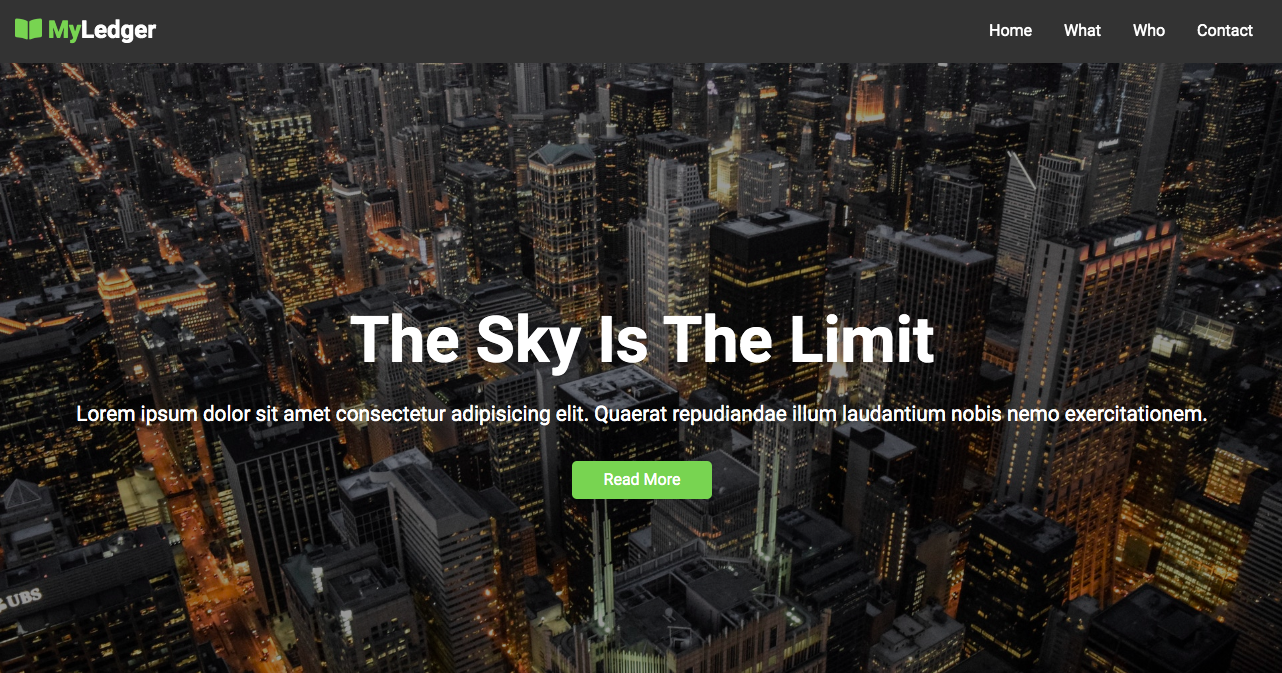 MyLedger
Home What Who Contact
The Sky Is The Limit
Lorem ipsum dolor sit amet consectetur adipisicing elit. Quaerat repudiandae illum laudantium nobis nemo exercitationem.
Read More
UBS